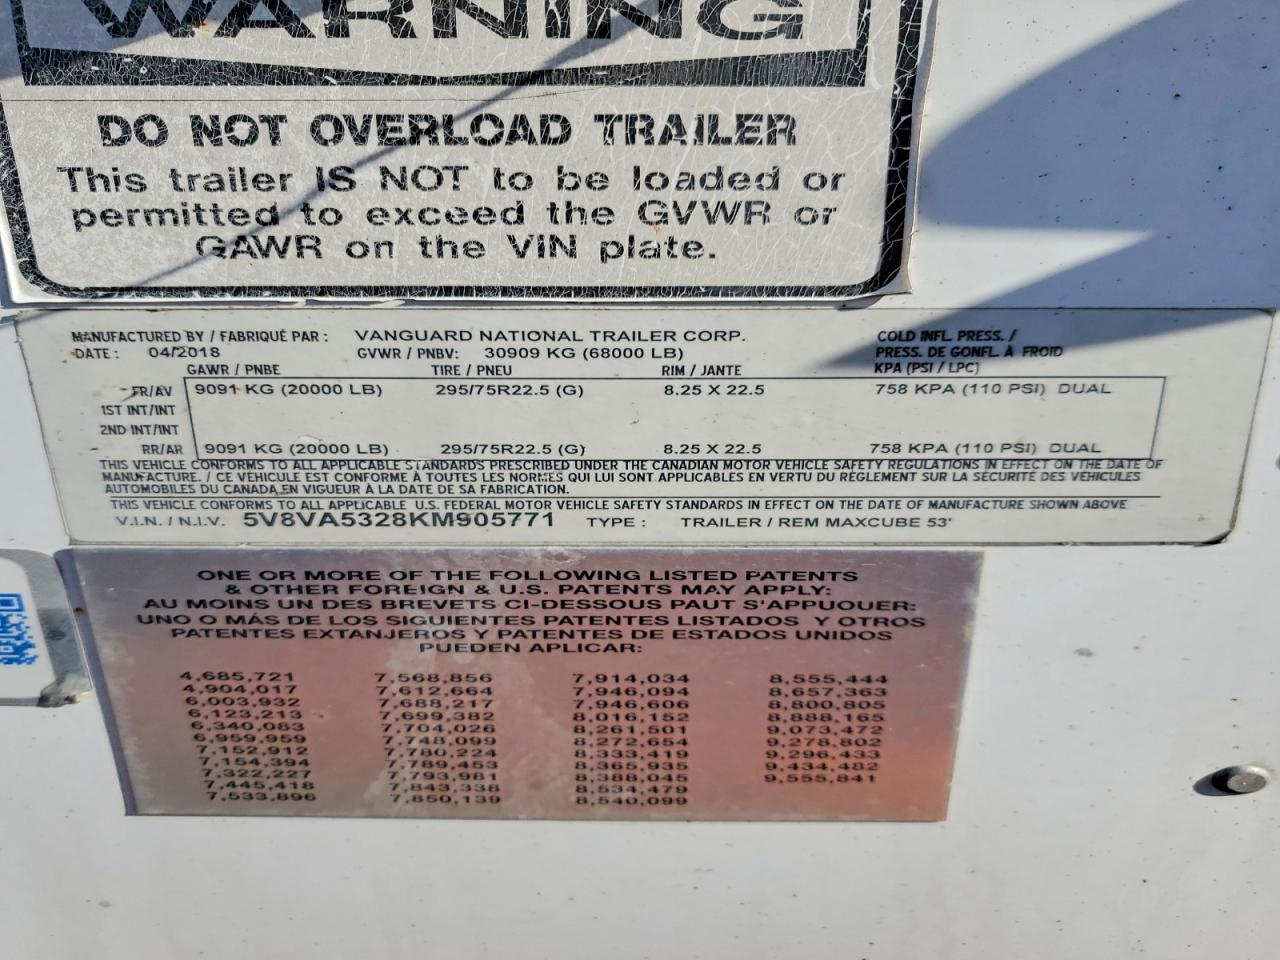 WARNING
DO NOT OVERLOAD TRAILER
This trailer IS NOT to be loaded or
permitted to exceed the GVWR or
GAWR on the VIN plate.
MANUFACTURED BY / FABRIQUÉ PAR : VANGUARD NATIONAL TRAILER CORP. COLD INFL. PRESS. /
DATE : 04/2018 GVWR / PNBV: 30909 KG (68000 LB) PRESS. DE GONFL. À FROID
GAWR / PNBE TIRE / PNEU RIM / JANTE KPA (PSI / LPC)
FR/AV 9091 KG (20000 LB) 295/75R22.5 (G) 8.25 X 22.5 758 KPA (110 PSI) DUAL
1ST INT/INT
2ND INT/INT
RR/AR 9091 KG (20000 LB) 295/75R22.5 (G) 8.25 X 22.5 758 KPA (110 PSI) DUAL
THIS VEHICLE CONFORMS TO ALL APPLICABLE STANDARDS PRESCRIBED UNDER THE CANADIAN MOTOR VEHICLE SAFETY REGULATIONS IN EFFECT ON THE DATE OF
MANUFACTURE. / CE VÉHICULE EST CONFORME À TOUTES LES NORMES QUI LUI SONT APPLICABLES EN VERTU DU RÈGLEMENT SUR LA SÉCURITÉ DES VÉHICULES
AUTOMOBILES DU CANADA EN VIGUEUR À LA DATE DE SA FABRICATION.
THIS VEHICLE CONFORMS TO ALL APPLICABLE U.S. FEDERAL MOTOR VEHICLE SAFETY STANDARDS IN EFFECT ON THE DATE OF MANUFACTURE SHOWN ABOVE
V.I.N. / N.I.V. 5V8VA5328KM905771 TYPE : TRAILER / REM MAXCUBE 53'
ONE OR MORE OF THE FOLLOWING LISTED PATENTS
& OTHER FOREIGN & U.S. PATENTS MAY APPLY:
AU MOINS UN DES BREVETS CI-DESSOUS PAUT S'APPUOUER:
UNO O MÁS DE LOS SIGUIENTES PATENTES LISTADOS Y OTROS
PATENTES EXTANJEROS Y PATENTES DE ESTADOS UNIDOS
PUEDEN APLICAR:
4,685,721 7,568,856 7,914,034 8,555,444
4,904,017 7,612,664 7,946,094 8,657,363
6,003,932 7,688,217 7,946,606 8,800,805
6,123,213 7,699,382 8,016,152 8,888,165
6,340,083 7,704,026 8,261,501 9,073,472
6,959,959 7,748,099 8,272,654 9,278,802
7,152,912 7,780,224 8,333,419 9,296,433
7,154,394 7,789,453 8,365,935 9,434,482
7,322,227 7,793,981 8,388,045 9,555,841
7,445,418 7,843,338 8,534,479
7,533,896 7,850,139 8,540,099